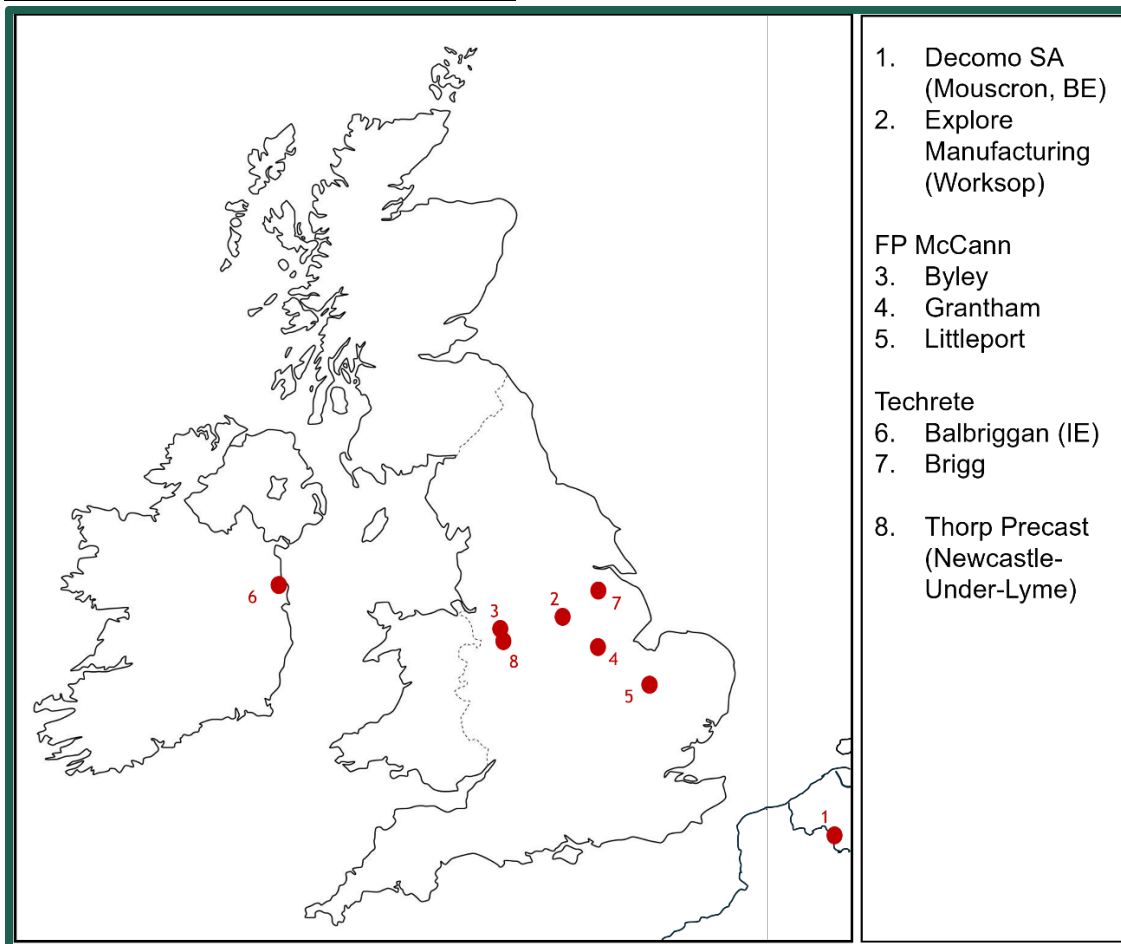 6
3
8
2
7
4
5
1
1. Decomo SA
(Mouscron, BE)
2. Explore
Manufacturing
(Worksop)
FP McCann
3. Byley
4. Grantham
5. Littleport
Techrete
6. Balbriggan (IE)
7. Brigg
8. Thorp Precast
(Newcastle-
Under-Lyme)